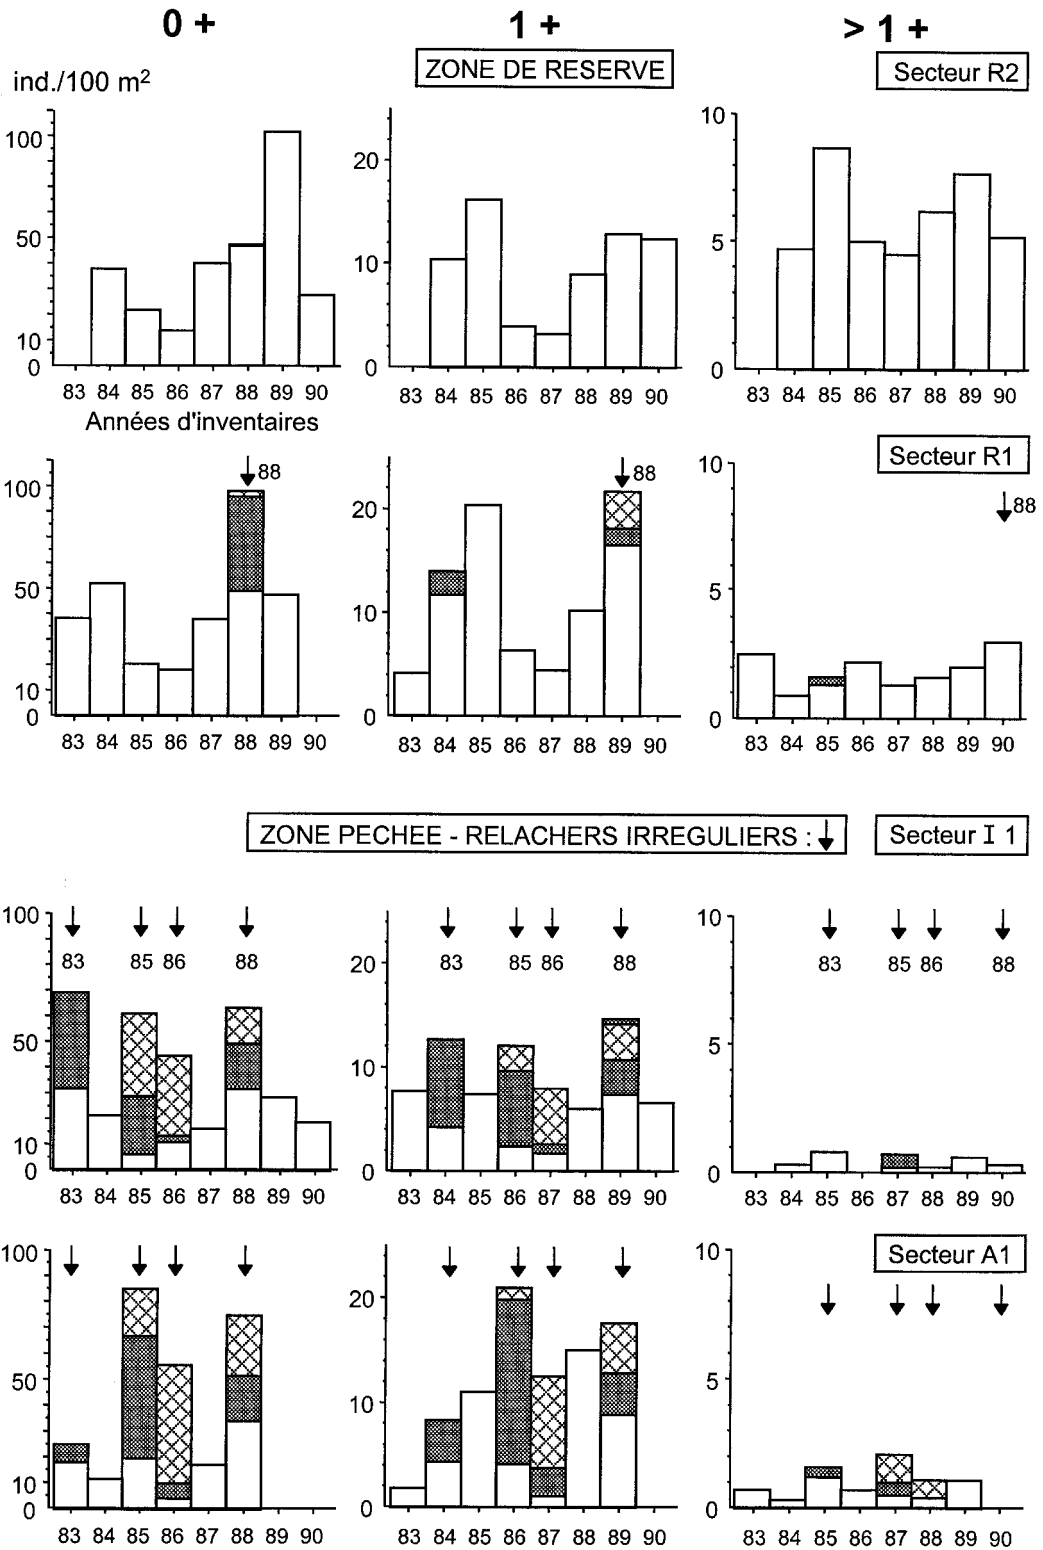 0 + 1 + > 1 +
ZONE DE RESERVE Secteur R2
ind./100 m²
100 50 10 0
83 84 85 86 87 88 89 90
Années d'inventaires
20 10 0
83 84 85 86 87 88 89 90
10 5 0
83 84 85 86 87 88 89 90
Secteur R1
100 50 10 0
88
83 84 85 86 87 88 89 90
20 10 0
88
83 84 85 86 87 88 89 90
10 5 0
88
83 84 85 86 87 88 89 90
ZONE PECHEE - RELACHERS IRREGULIERS : ↓ Secteur I 1
100 50 10 0
83 85 86 88
83 84 85 86 87 88 89 90
20 10 0
83 85 86 88
83 84 85 86 87 88 89 90
10 5 0
83 85 86 88
83 84 85 86 87 88 89 90
Secteur A1
100 50 10 0
83 84 85 86 87 88 89 90
20 10 0
83 84 85 86 87 88 89 90
10 5 0
83 84 85 86 87 88 89 90